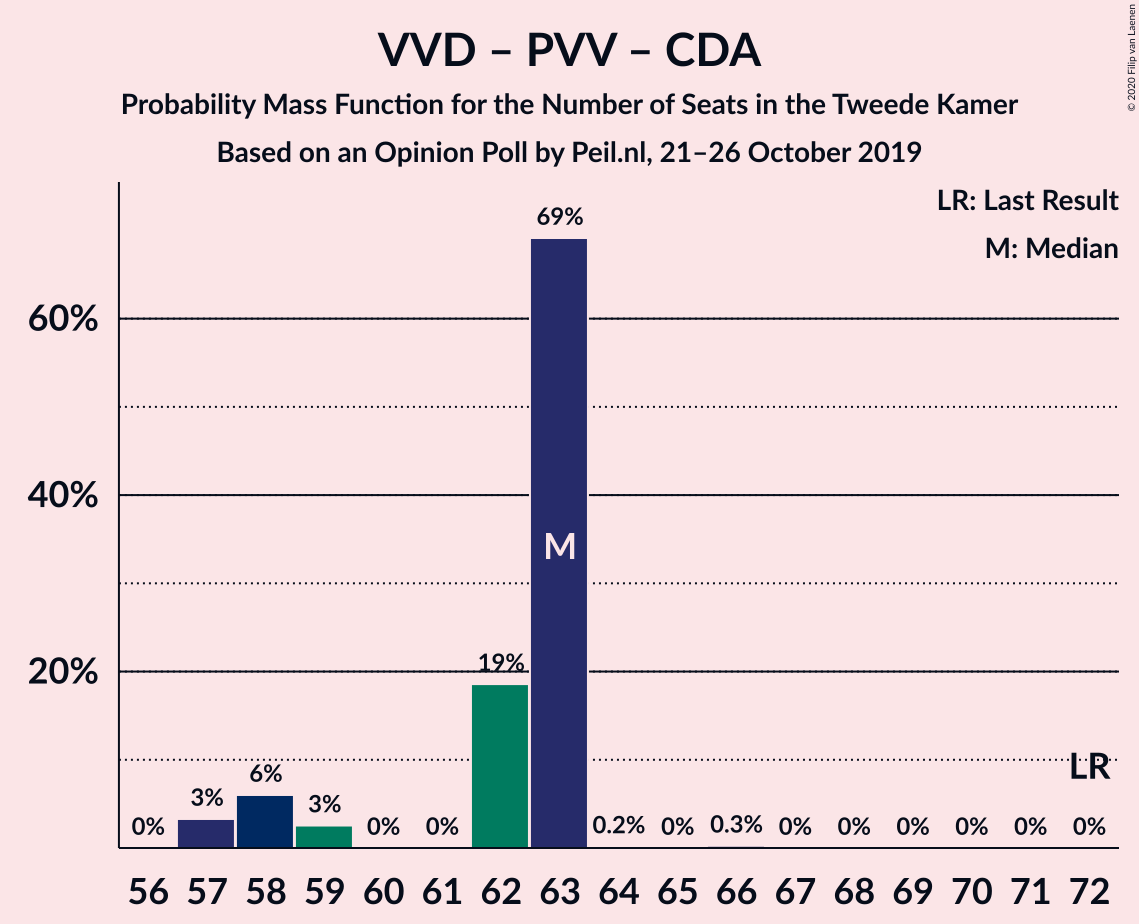 VVD – PVV – CDA
Probability Mass Function for the Number of Seats in the Tweede Kamer
Based on an Opinion Poll by Peil.nl, 21–26 October 2019
© 2020 Filip van Laenen
LR: Last Result
M: Median
69%
60%
M
40%
19%
20%
LR
6%
3%
3%
0%
0%
0%
0.2%
0%
0.3%
0%
0%
0%
0%
0%
0%
56 57 58 59 60 61 62 63 64 65 66 67 68 69 70 71 72